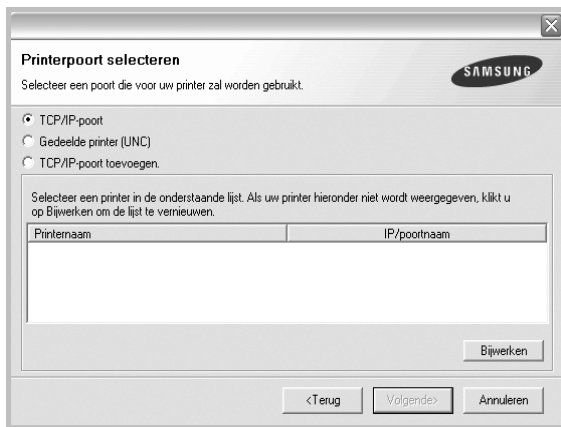 Printerpoort selecteren
SAMSUNG
Selecteer een poort die voor uw printer zal worden gebruikt.
TCP/IP-poort
Gedeelde printer (UNC)
TCP/IP-poort toevoegen.
Selecteer een printer in de onderstaande lijst. Als uw printer hieronder niet wordt weergegeven, klikt u
op Bijwerken om de lijst te vernieuwen.
Printernaam IP/poortnaam
Bijwerken
<Terug Volgende> Annuleren